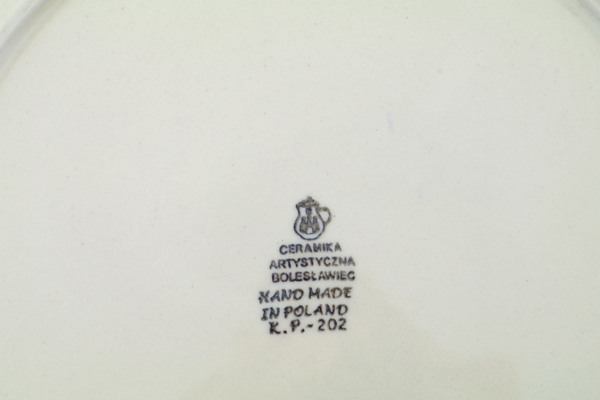 CERAMIKA
ARTYSTYCZNA
BOLESŁAWIEC
HAND MADE
IN POLAND
K.P.-202